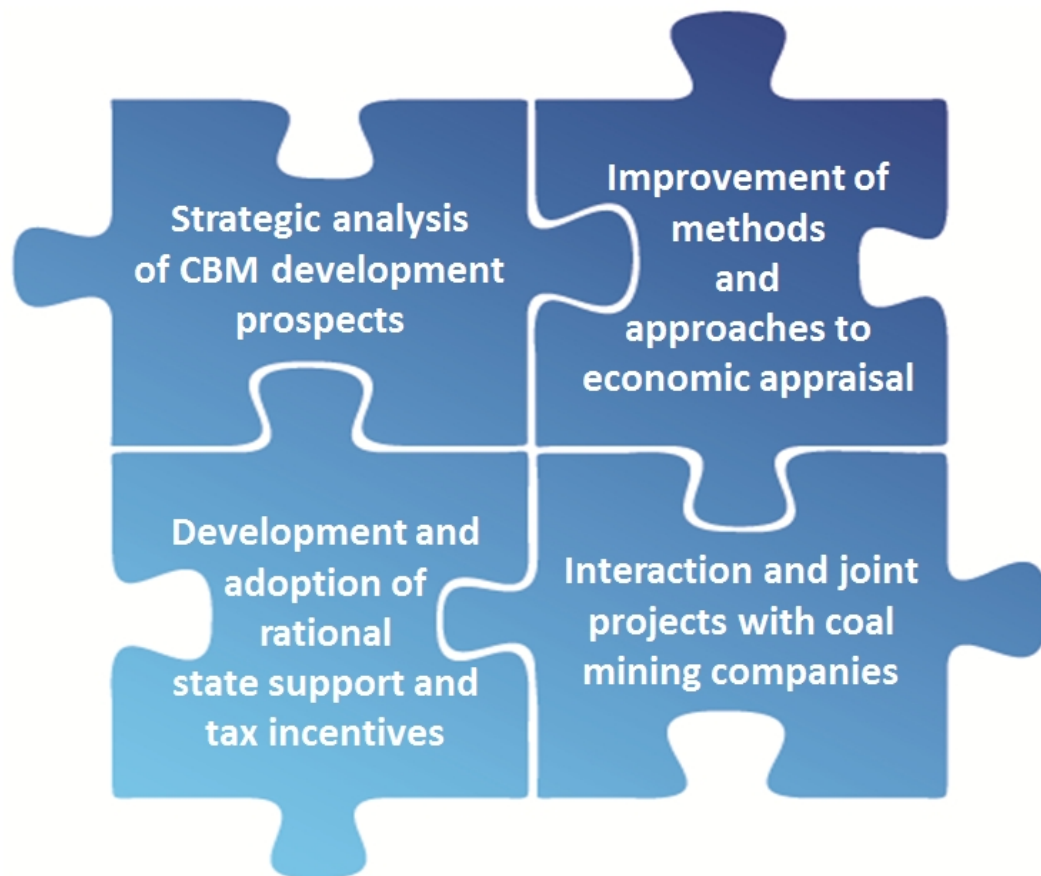 Strategic analysis
of CBM development
prospects
Improvement of
methods
and
approaches to
economic appraisal
Development and
adoption of
rational
state support and
tax incentives
Interaction and joint
projects with coal
mining companies